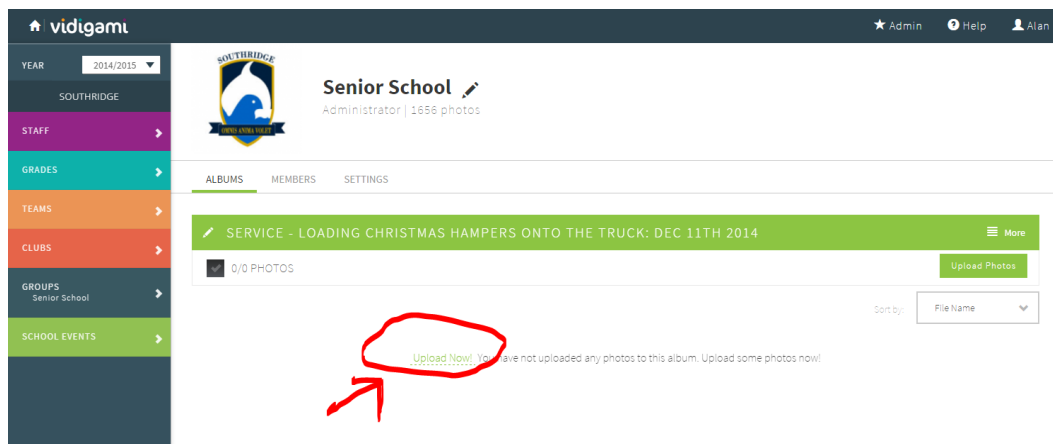 vidigami
Admin
Help
Alan
YEAR
2014/2015
SOUTHRIDGE
STAFF
GRADES
TEAMS
CLUBS
GROUPS
Senior School
SCHOOL EVENTS
SOUTHRIDGE
OMNIS ANIMA VOLET
Senior School
Administrator | 1656 photos
ALBUMS MEMBERS SETTINGS
SERVICE - LOADING CHRISTMAS HAMPERS ONTO THE TRUCK: DEC 11TH 2014
More
0/0 PHOTOS
Upload Photos
Sort by:
File Name
Upload Now! You have not uploaded any photos to this album. Upload some photos now!